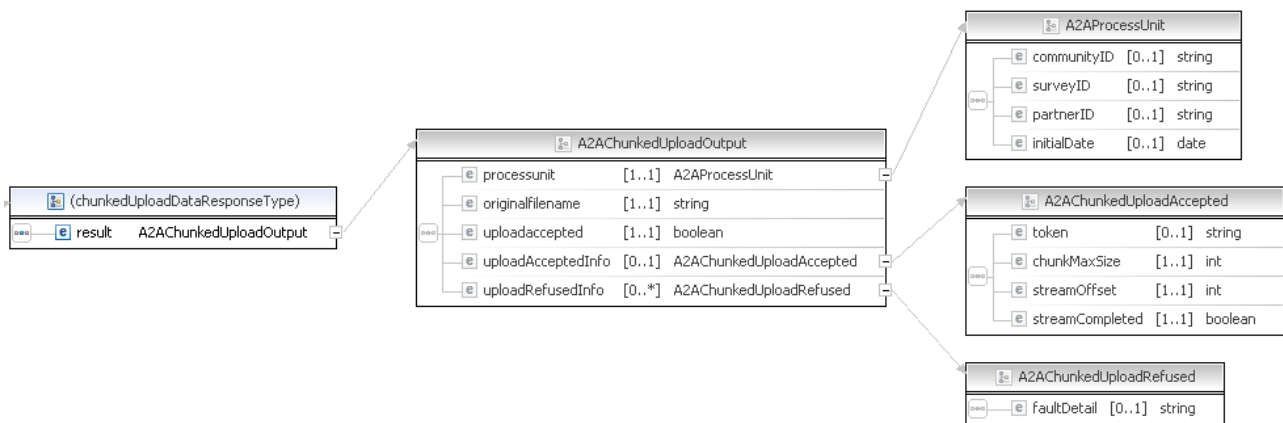 (chunkedUploadDataResponseType)
e result A2AChunkedUploadOutput
A2AChunkedUploadOutput
e processunit [1..1] A2AProcessUnit
e originalfilename [1..1] string
e uploadaccepted [1..1] boolean
e uploadAcceptedInfo [0..1] A2AChunkedUploadAccepted
e uploadRefusedInfo [0..*] A2AChunkedUploadRefused
A2AProcessUnit
e communityID [0..1] string
e surveyID [0..1] string
e partnerID [0..1] string
e initialDate [0..1] date
A2AChunkedUploadAccepted
e token [0..1] string
e chunkMaxSize [1..1] int
e streamOffset [1..1] int
e streamCompleted [1..1] boolean
A2AChunkedUploadRefused
e faultDetail [0..1] string